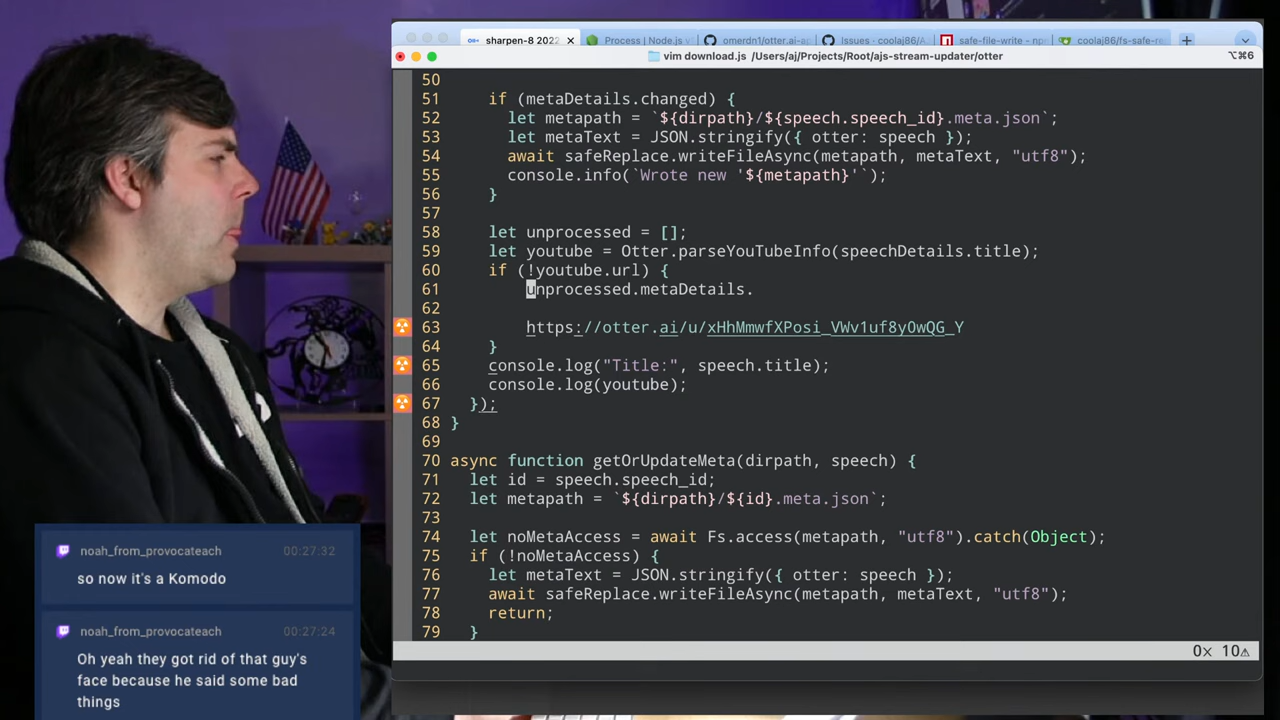 sharpen-8 2022
Process | Node.js v
omerdn1/otter.ai-ap
Issues · coolaj86/A
safe-file-write - np
coolaj86/fs-safe-re
vim download.js /Users/aj/Projects/Root/ajs-stream-updater/otter
⌥⌘6
50
51 if (metaDetails.changed) {
52 let metapath = `${dirpath}/${speech.speech_id}.meta.json`;
53 let metaText = JSON.stringify({ otter: speech });
54 await safeReplace.writeFileAsync(metapath, metaText, "utf8");
55 console.info(`Wrote new '${metapath}'`);
56 }
57
58 let unprocessed = [];
59 let youtube = Otter.parseYouTubeInfo(speechDetails.title);
60 if (!youtube.url) {
61 unprocessed.metaDetails.
62
63 https://otter.ai/u/xHhMmwfXPosi_VWv1uf8y0wQG_Y
64 }
65 console.log("Title:", speech.title);
66 console.log(youtube);
67 });
68 }
69
70 async function getOrUpdateMeta(dirpath, speech) {
71 let id = speech.speech_id;
72 let metapath = `${dirpath}/${id}.meta.json`;
73
74 let noMetaAccess = await Fs.access(metapath, "utf8").catch(Object);
75 if (!noMetaAccess) {
76 let metaText = JSON.stringify({ otter: speech });
77 await safeReplace.writeFileAsync(metapath, metaText, "utf8");
78 return;
79 }
0× 10⚠
noah_from_provocateach 00:27:32
so now it's a Komodo
noah_from_provocateach 00:27:24
Oh yeah they got rid of that guy's
face because he said some bad
things